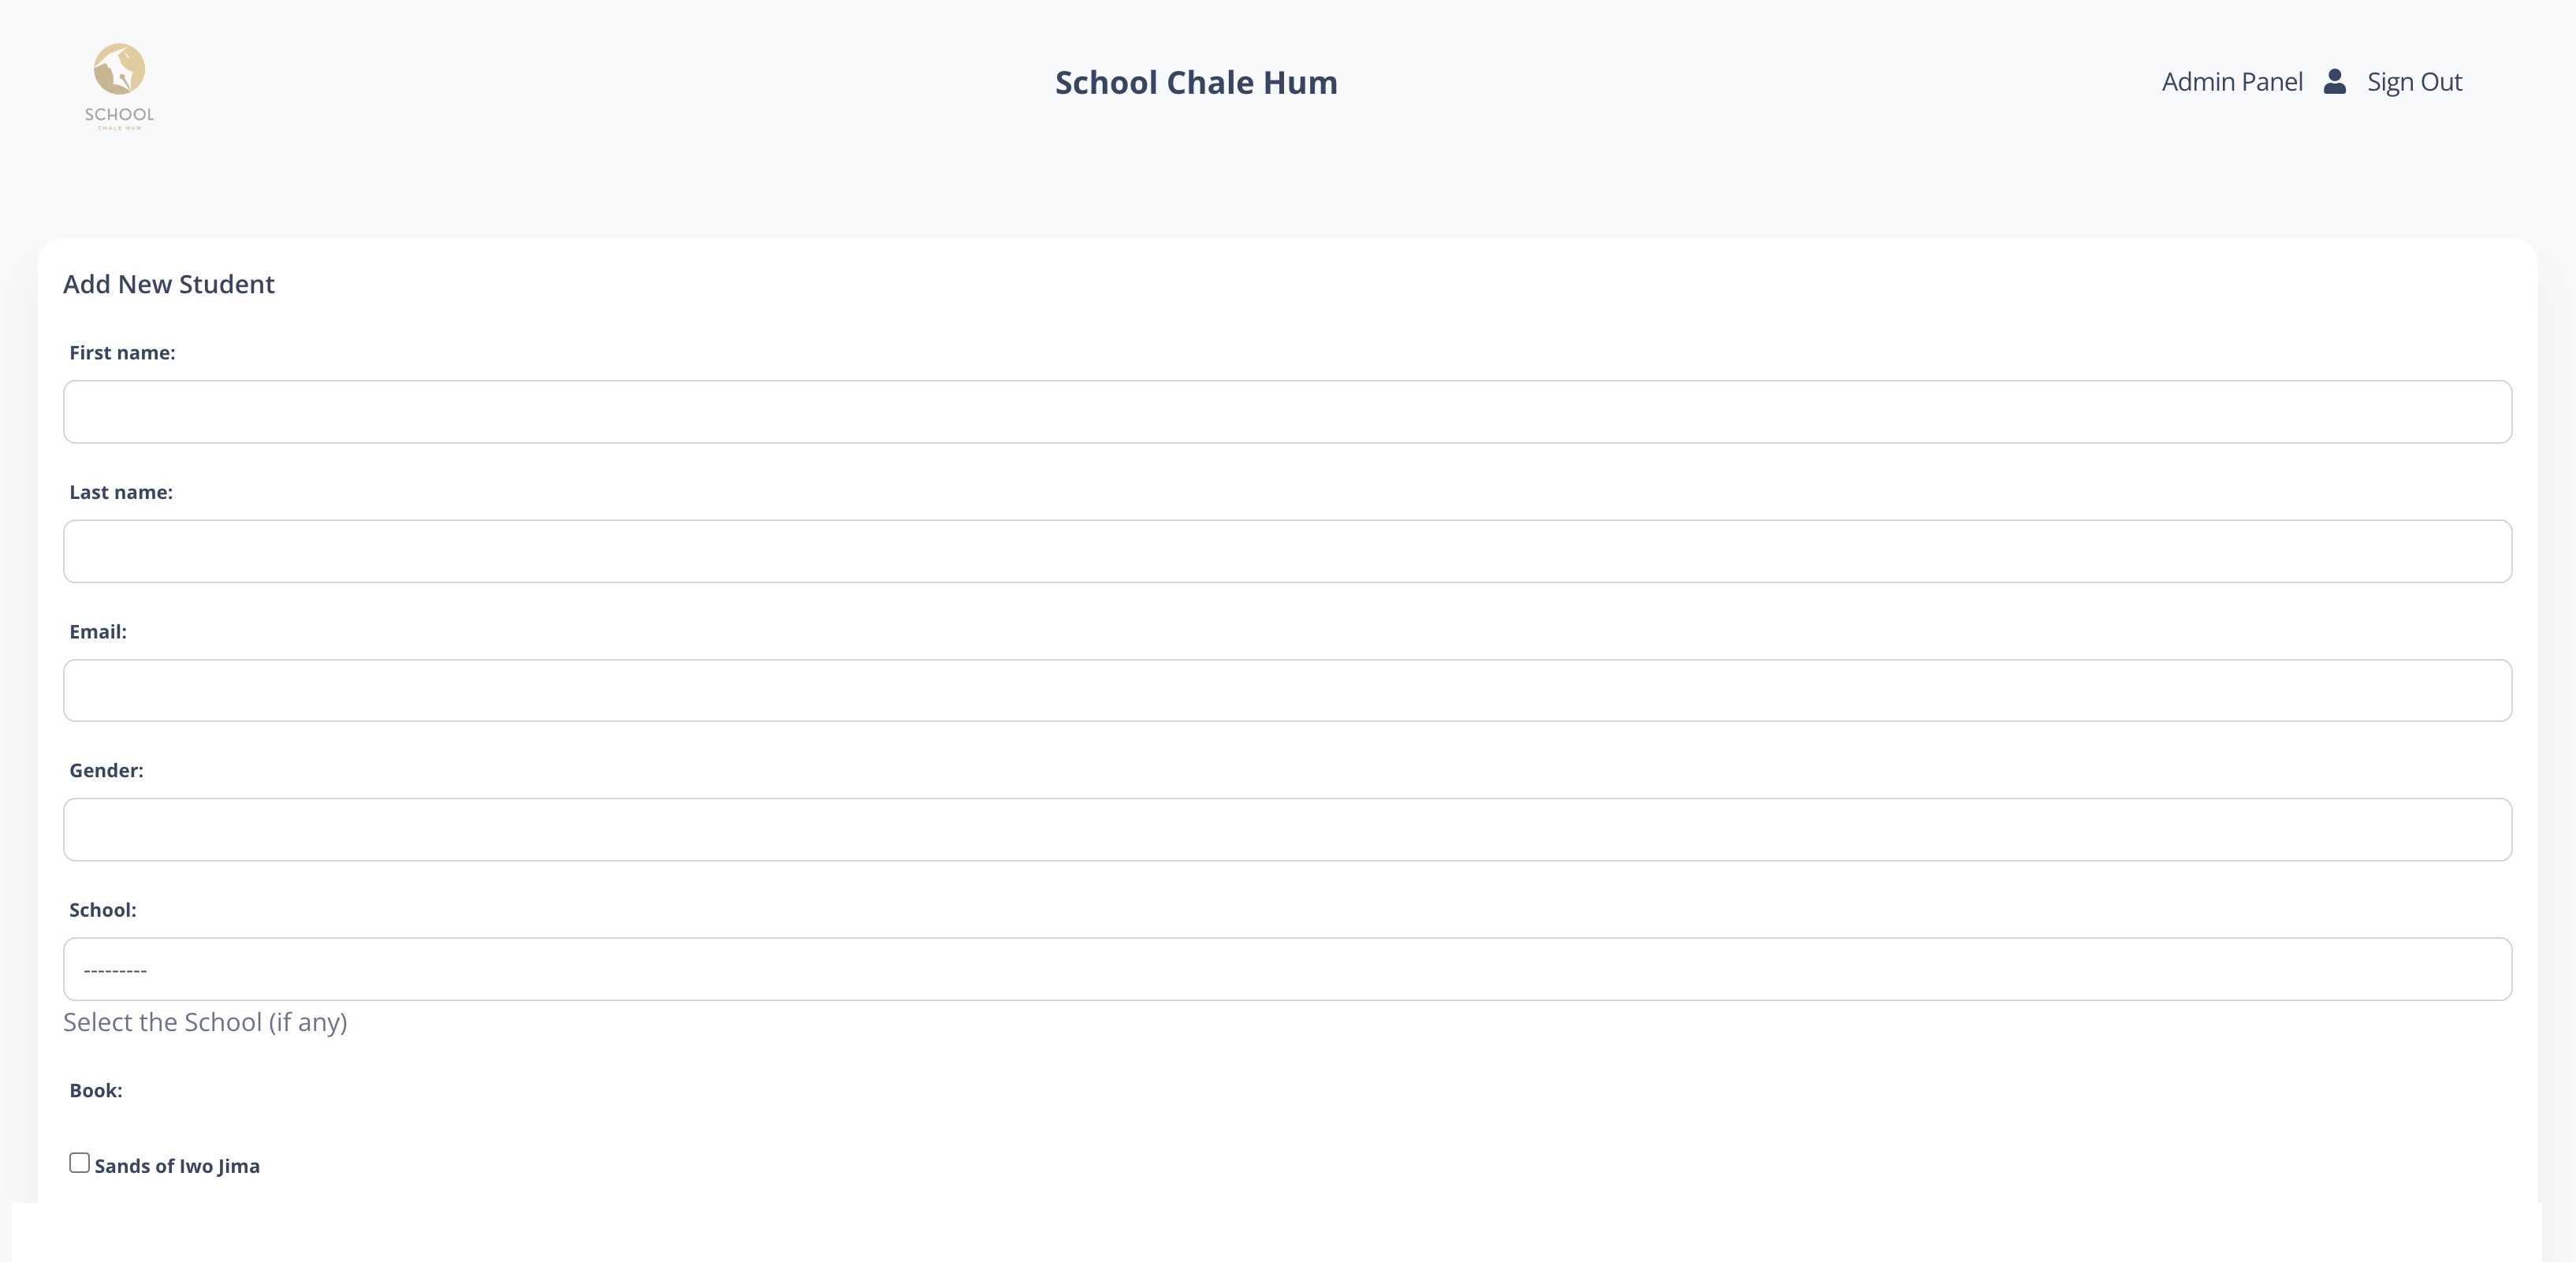 SCHOOL
CHALE HUM
School Chale Hum
Admin Panel Sign Out
Add New Student
First name:
Last name:
Email:
Gender:
School:
---------
Select the School (if any)
Book:
Sands of Iwo Jima